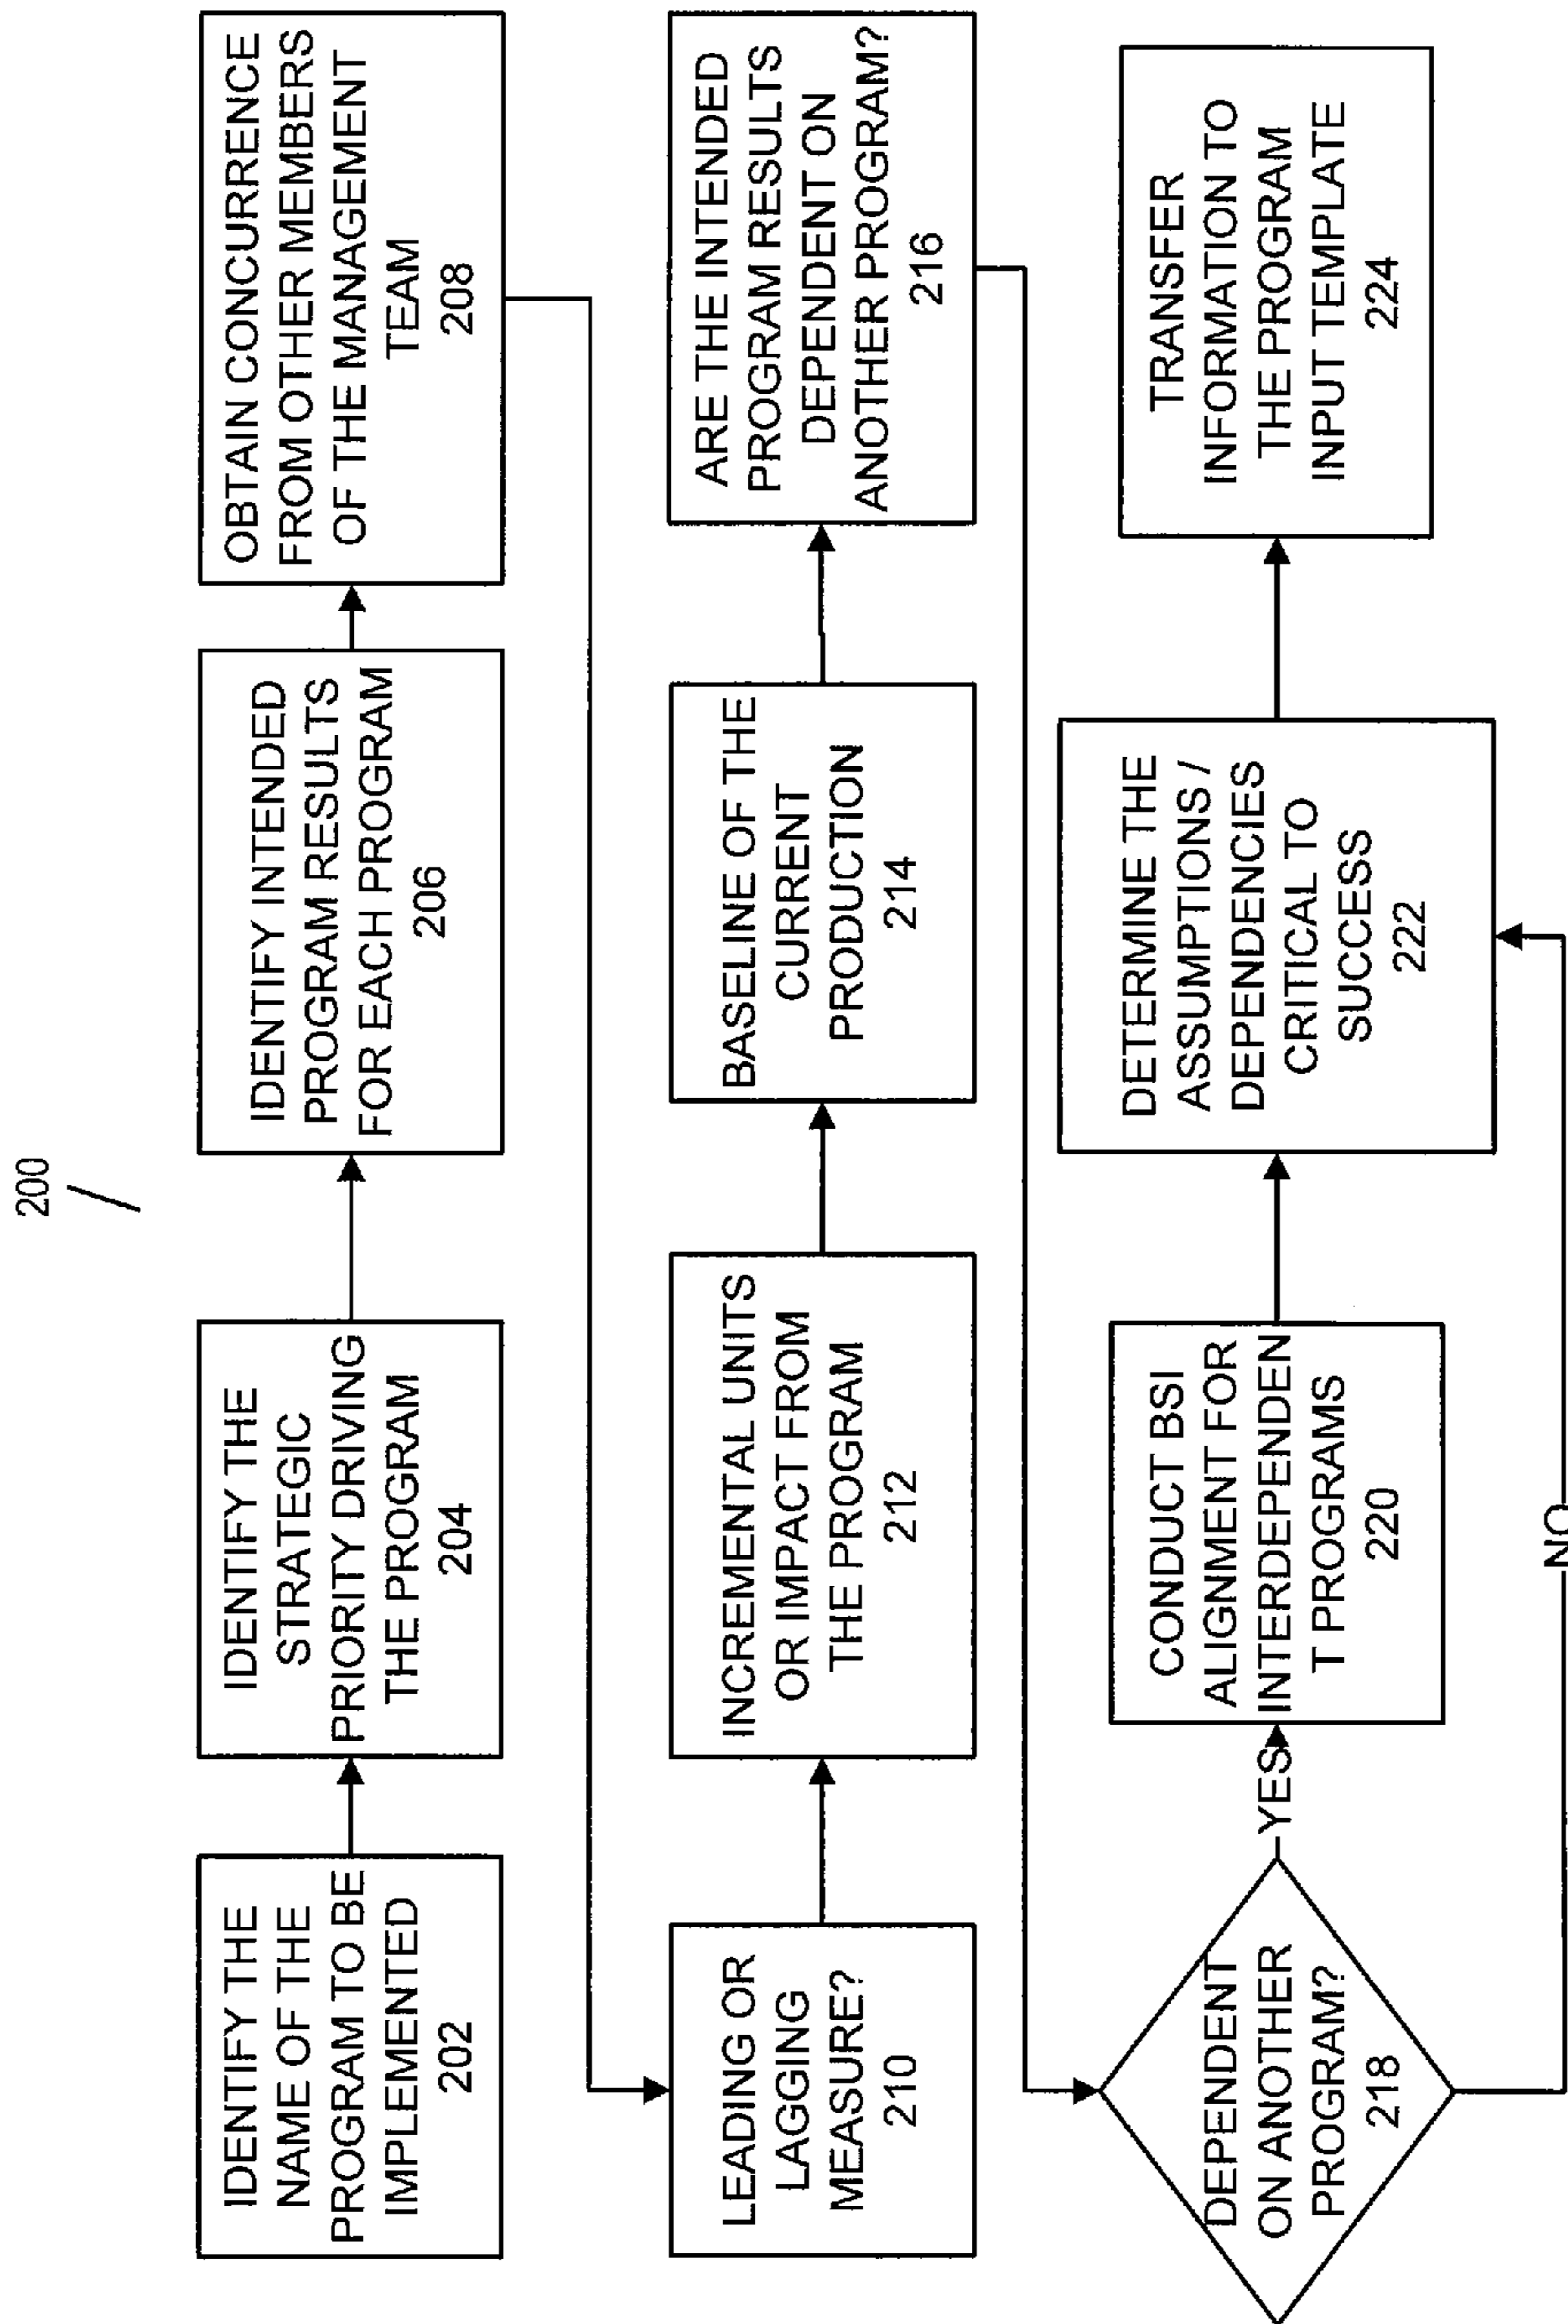 200
IDENTIFY THE
NAME OF THE
PROGRAM TO BE
IMPLEMENTED
202
IDENTIFY THE
STRATEGIC
PRIORITY DRIVING
THE PROGRAM
204
IDENTIFY INTENDED
PROGRAM RESULTS
FOR EACH PROGRAM
206
OBTAIN CONCURRENCE
FROM OTHER MEMBERS
OF THE MANAGEMENT
TEAM
208
LEADING OR
LAGGING
MEASURE?
210
INCREMENTAL UNITS
OR IMPACT FROM
THE PROGRAM
212
BASELINE OF THE
CURRENT
PRODUCTION
214
ARE THE INTENDED
PROGRAM RESULTS
DEPENDENT ON
ANOTHER PROGRAM?
216
DEPENDENT
ON ANOTHER
PROGRAM?
218
YES
CONDUCT BSI
ALIGNMENT FOR
INTERDEPENDEN
T PROGRAMS
220
DETERMINE THE
ASSUMPTIONS /
DEPENDENCIES
CRITICAL TO
SUCCESS
222
TRANSFER
INFORMATION TO
THE PROGRAM
INPUT TEMPLATE
224
NO